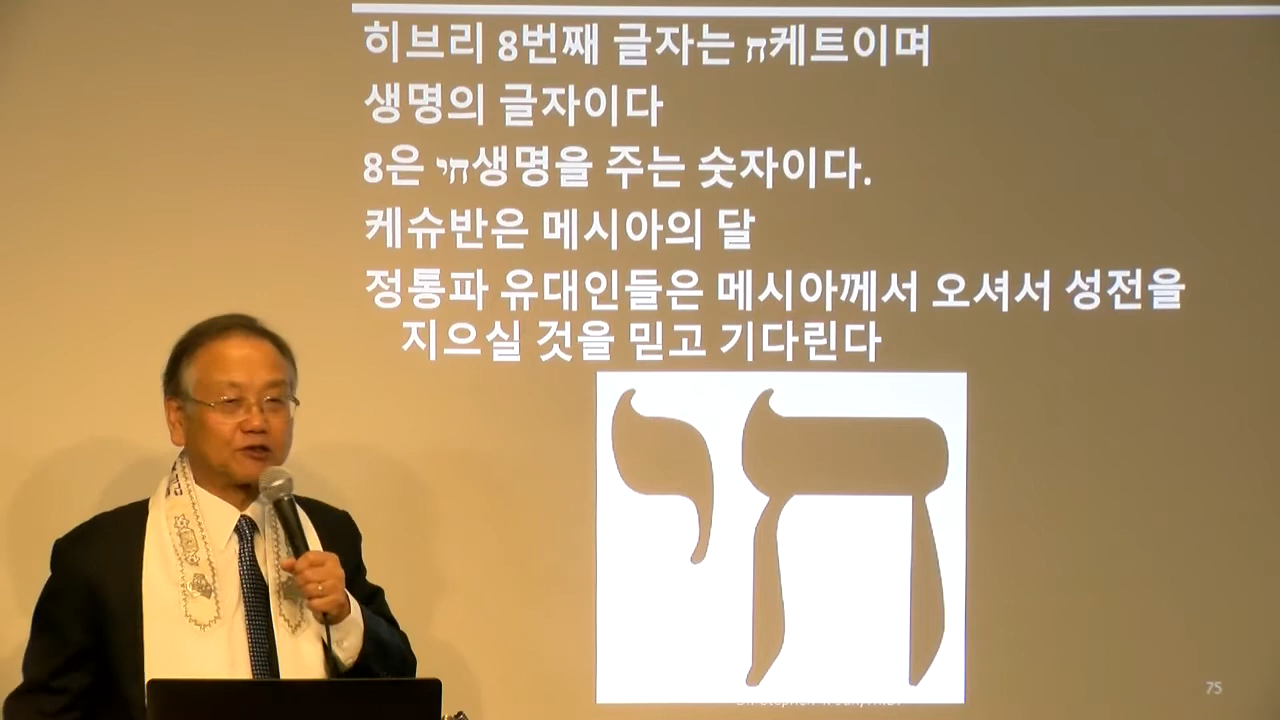 히브리 8번째 글자는 ח케트이며
생명의 글자이다
8은 חי생명을 주는 숫자이다.
케슈반은 메시아의 달
정통파 유대인들은 메시아께서 오셔서 성전을
지으실 것을 믿고 기다린다
חי
75